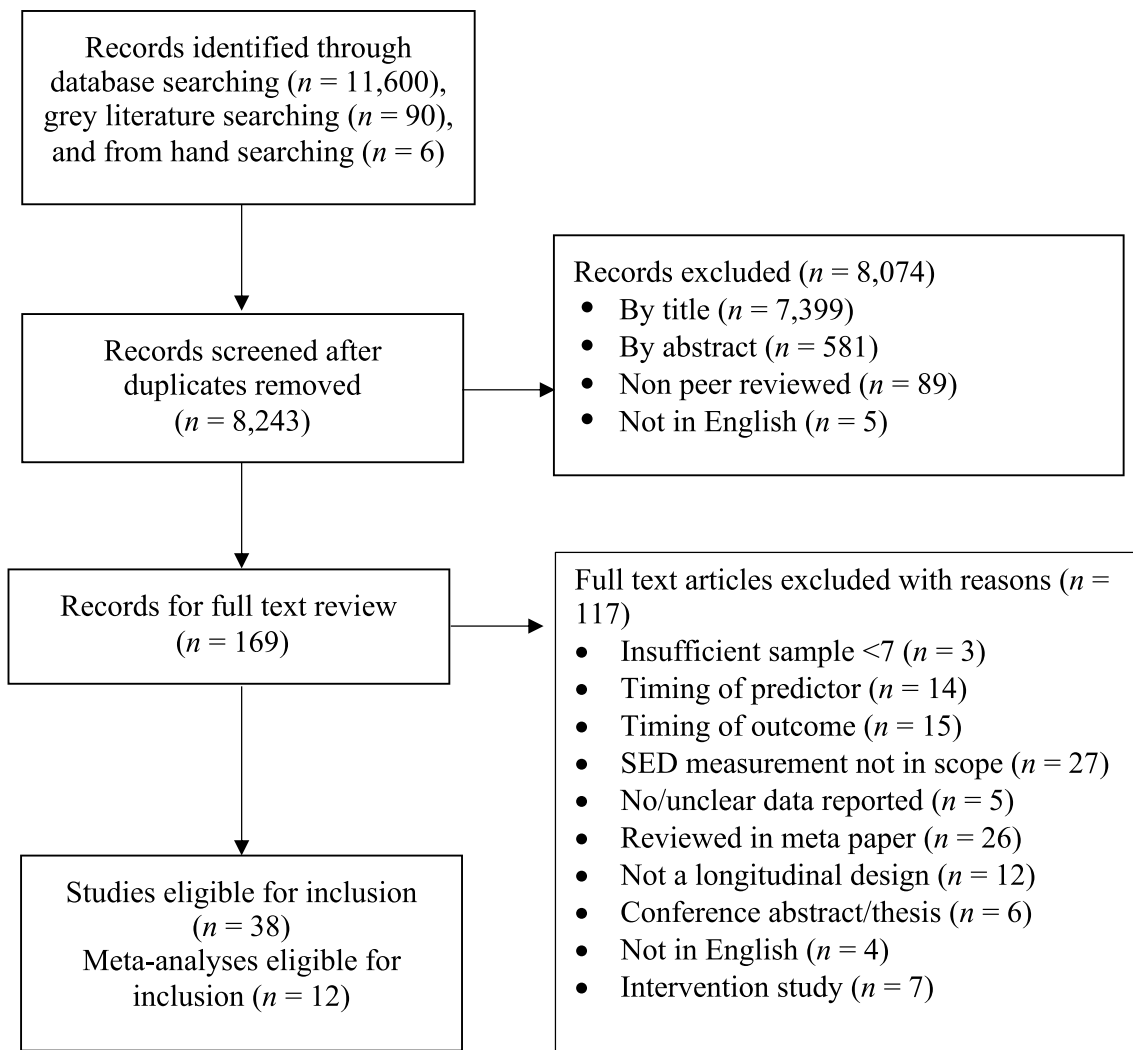 Records identified through
database searching (n = 11,600),
grey literature searching (n = 90),
and from hand searching (n = 6)
Records excluded (n = 8,074)
• By title (n = 7,399)
• By abstract (n = 581)
• Non peer reviewed (n = 89)
• Not in English (n = 5)
Records screened after
duplicates removed
(n = 8,243)
Full text articles excluded with reasons (n =
117)
• Insufficient sample <7 (n = 3)
• Timing of predictor (n = 14)
• Timing of outcome (n = 15)
• SED measurement not in scope (n = 27)
• No/unclear data reported (n = 5)
• Reviewed in meta paper (n = 26)
• Not a longitudinal design (n = 12)
• Conference abstract/thesis (n = 6)
• Not in English (n = 4)
• Intervention study (n = 7)
Records for full text review
(n = 169)
Studies eligible for inclusion
(n = 38)
Meta-analyses eligible for
inclusion (n = 12)